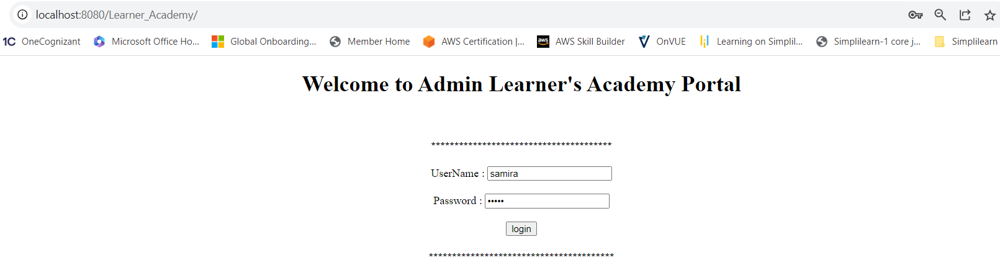 localhost:8080/Learner_Academy/
1C OneCognizant Microsoft Office Ho... Global Onboarding... Member Home AWS Certification |... aws AWS Skill Builder OnVUE Learning on Simplil... Simplilearn-1 core j... Simplilearn
Welcome to Admin Learner's Academy Portal
***************************************
UserName : samira
Password : •••••
login
****************************************